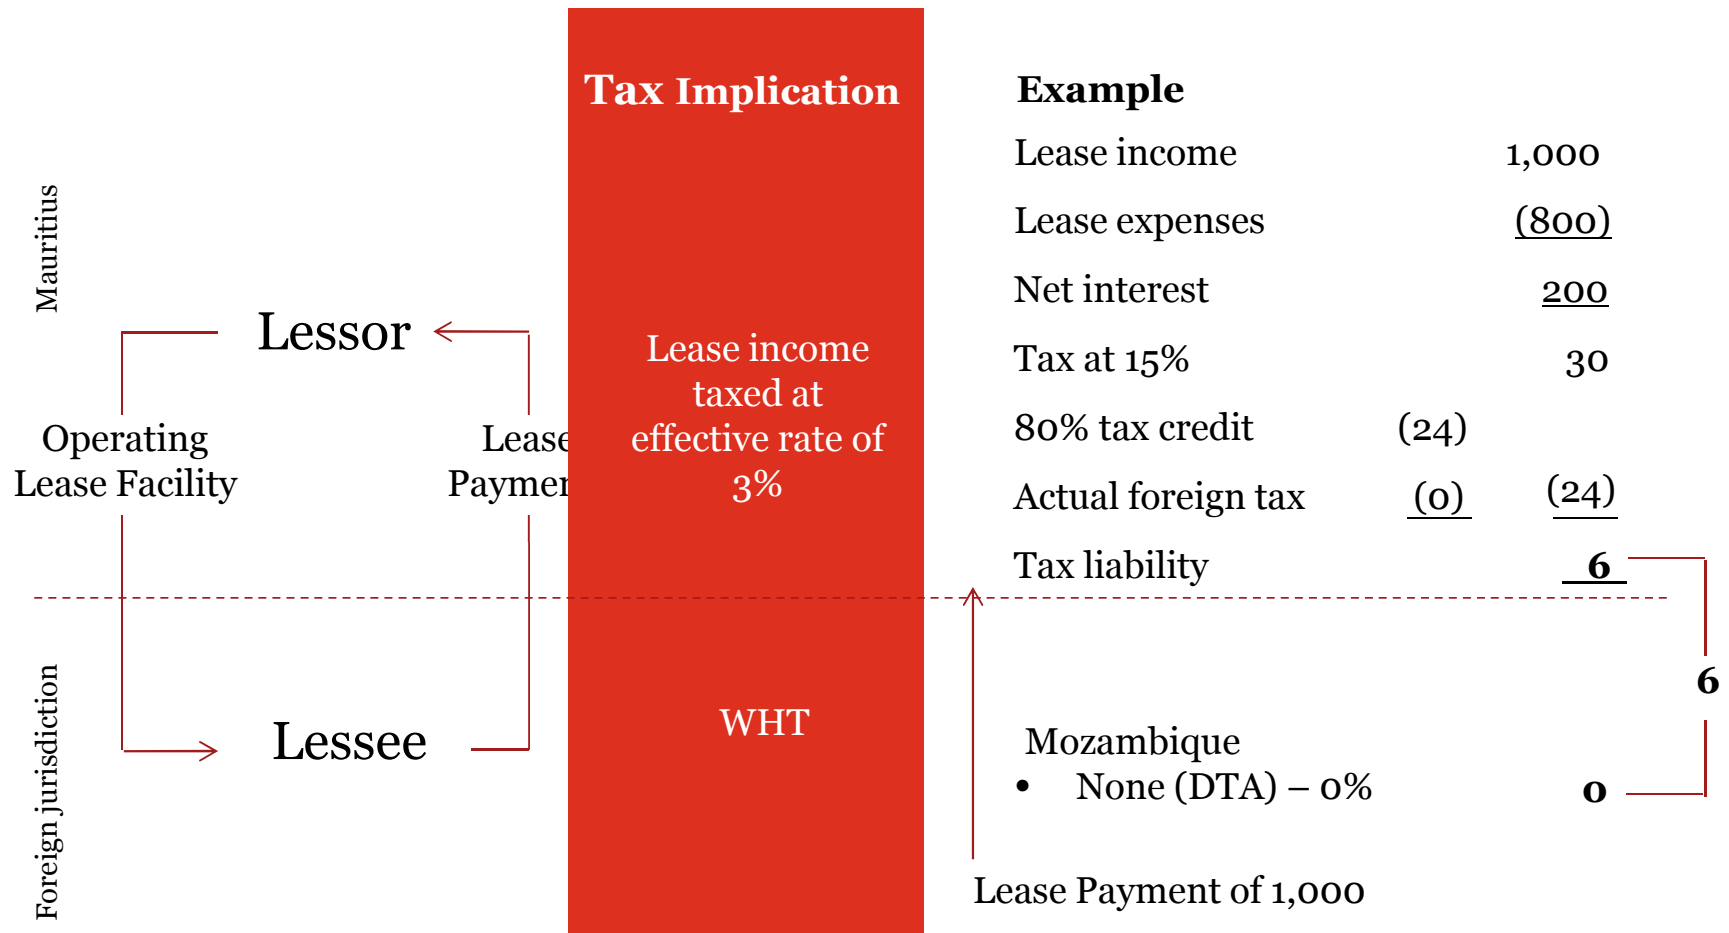 Mauritius
Foreign jurisdiction
Lessor
Operating
Lease Facility
Lease
Paymen
Lessee
Tax Implication
Lease income
taxed at
effective rate of
3%
WHT
Example
Lease income 1,000
Lease expenses (800)
Net interest 200
Tax at 15% 30
80% tax credit (24)
Actual foreign tax (0) (24)
Tax liability 6
6
Mozambique
• None (DTA) – 0% 0
Lease Payment of 1,000